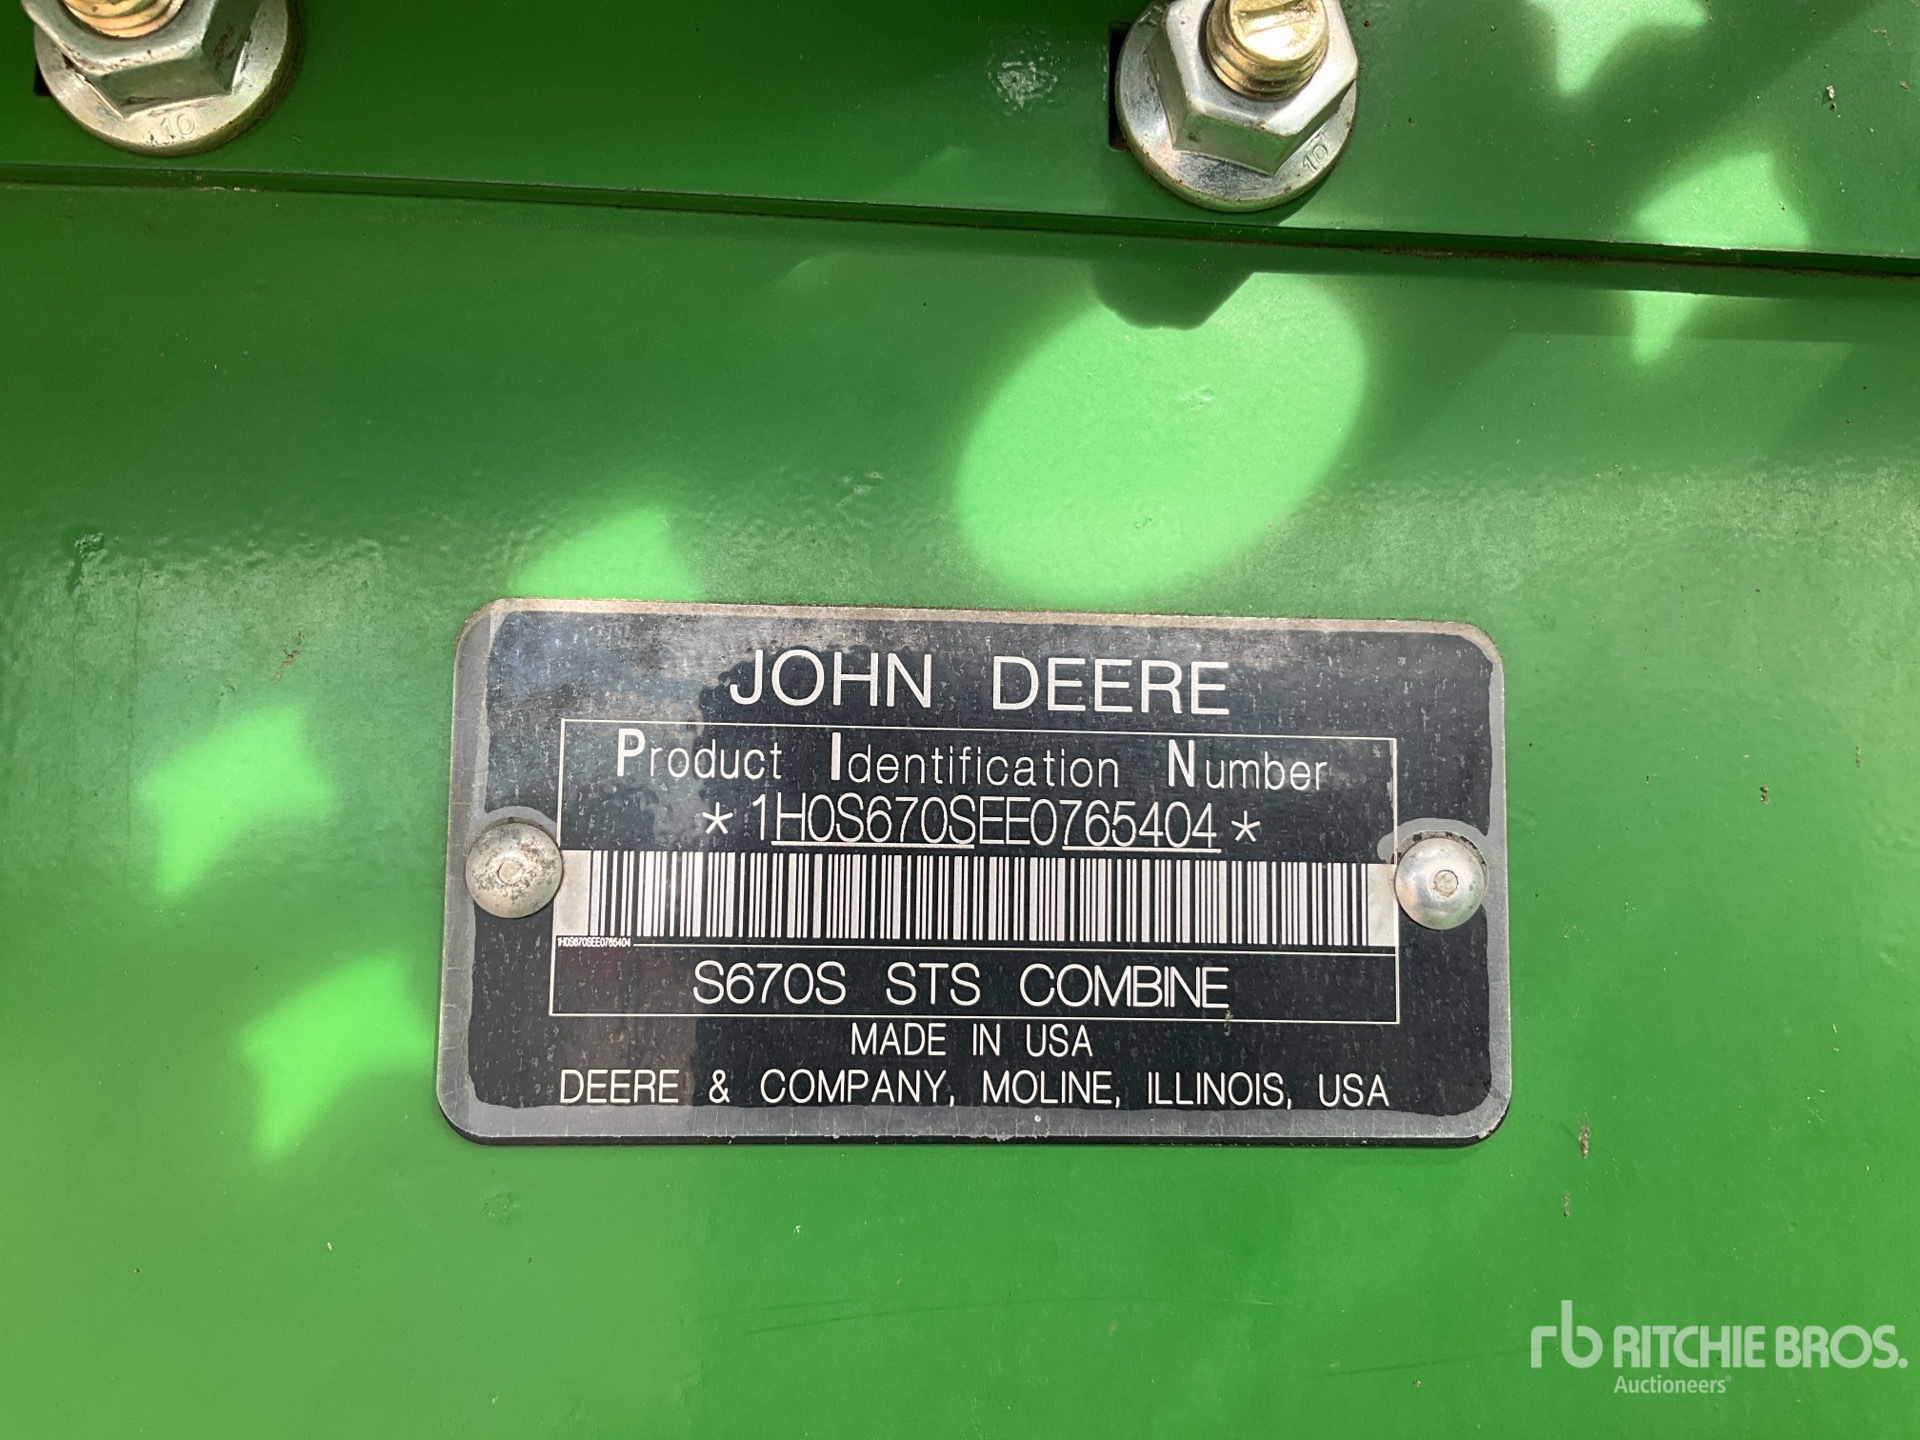 10
10
JOHN DEERE
Product Identification Number
*1H0S670SEE0765404*
1H0S670SEE0765404
S670S STS COMBINE
MADE IN USA
DEERE & COMPANY, MOLINE, ILLINOIS, USA
rb RITCHIE BROS.
Auctioneers